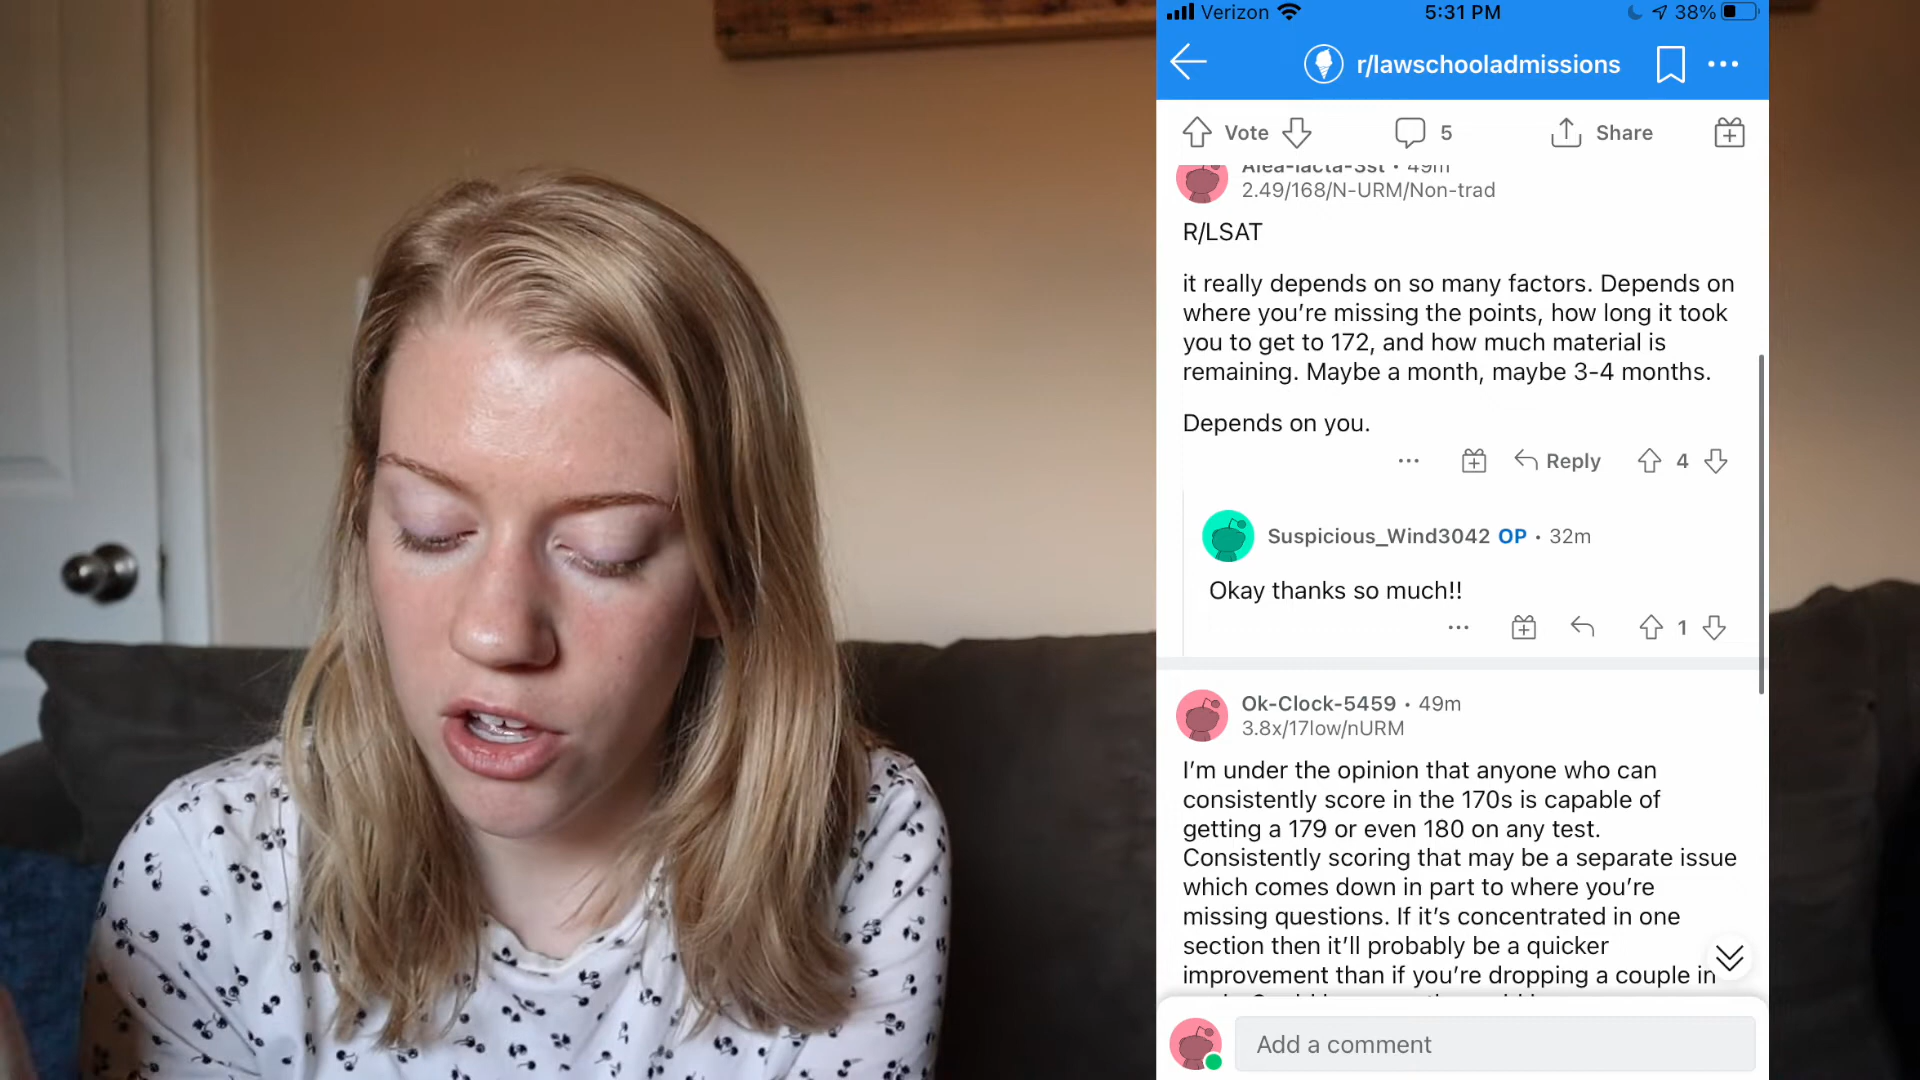 Verizon 5:31 PM 38%
r/lawschooladmissions
Vote 5 Share
Alea-iacta-3st • 49m
2.49/168/N-URM/Non-trad
R/LSAT
it really depends on so many factors. Depends on
where you're missing the points, how long it took
you to get to 172, and how much material is
remaining. Maybe a month, maybe 3-4 months.
Depends on you.
Reply 4
Suspicious_Wind3042 OP • 32m
Okay thanks so much!!
1
Ok-Clock-5459 • 49m
3.8x/17low/nURM
I'm under the opinion that anyone who can
consistently score in the 170s is capable of
getting a 179 or even 180 on any test.
Consistently scoring that may be a separate issue
which comes down in part to where you're
missing questions. If it's concentrated in one
section then it'll probably be a quicker
improvement than if you're dropping a couple in
Add a comment